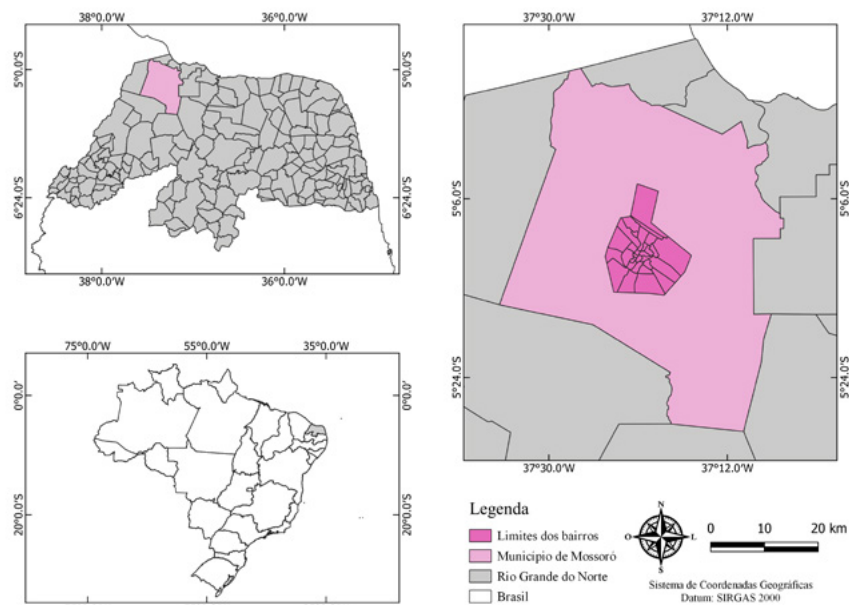 38°0.0'W 36°0.0'W
5°0.0'S 5°0.0'S
6°24.0'S 6°24.0'S
38°0.0'W 36°0.0'W
75°0.0'W 55°0.0'W 35°0.0'W
0°0.0' 0°0.0'
20°0.0'S 20°0.0'S
37°30.0'W 37°12.0'W
5°6.0'S 5°6.0'S
5°24.0'S 5°24.0'S
37°30.0'W 37°12.0'W
Legenda
Limites dos bairros
Município de Mossoró
Rio Grande do Norte
Brasil
N
O L
S
0 10 20 km
Sistema de Coordenadas Geográficas
Datum: SIRGAS 2000